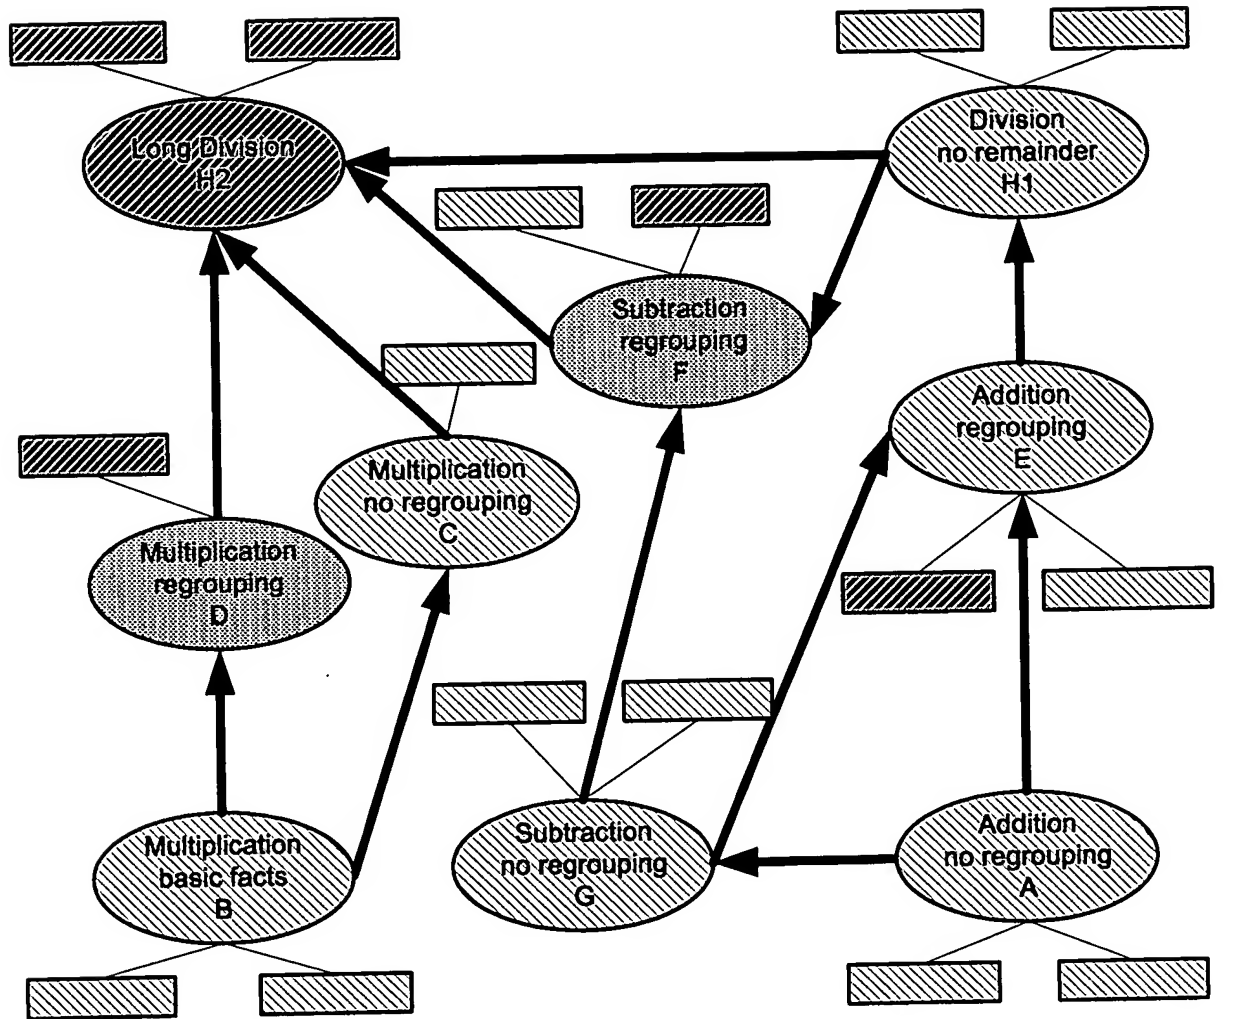 Long Division
H2
Division
no remainder
H1
Subtraction
regrouping
F
Addition
regrouping
E
Multiplication
no regrouping
C
Multiplication
regrouping
D
Multiplication
basic facts
B
Subtraction
no regrouping
G
Addition
no regrouping
A